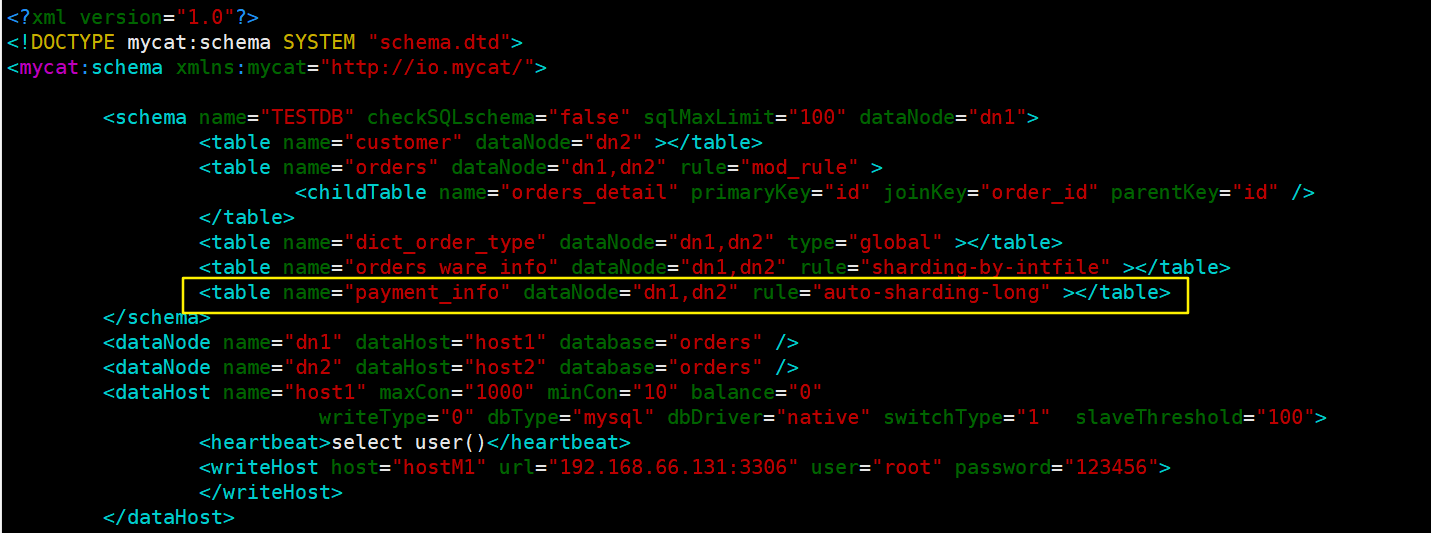 <?xml version="1.0"?>
<!DOCTYPE mycat:schema SYSTEM "schema.dtd">
<mycat:schema xmlns:mycat="http://io.mycat/">
<schema name="TESTDB" checkSQLschema="false" sqlMaxLimit="100" dataNode="dn1">
<table name="customer" dataNode="dn2" ></table>
<table name="orders" dataNode="dn1,dn2" rule="mod_rule" >
<childTable name="orders_detail" primaryKey="id" joinKey="order_id" parentKey="id" />
</table>
<table name="dict_order_type" dataNode="dn1,dn2" type="global" ></table>
<table name="orders_ware_info" dataNode="dn1,dn2" rule="sharding-by-intfile" ></table>
<table name="payment_info" dataNode="dn1,dn2" rule="auto-sharding-long" ></table>
</schema>
<dataNode name="dn1" dataHost="host1" database="orders" />
<dataNode name="dn2" dataHost="host2" database="orders" />
<dataHost name="host1" maxCon="1000" minCon="10" balance="0"
writeType="0" dbType="mysql" dbDriver="native" switchType="1"  slaveThreshold="100">
<heartbeat>select user()</heartbeat>
<writeHost host="hostM1" url="192.168.66.131:3306" user="root" password="123456">
</writeHost>
</dataHost>